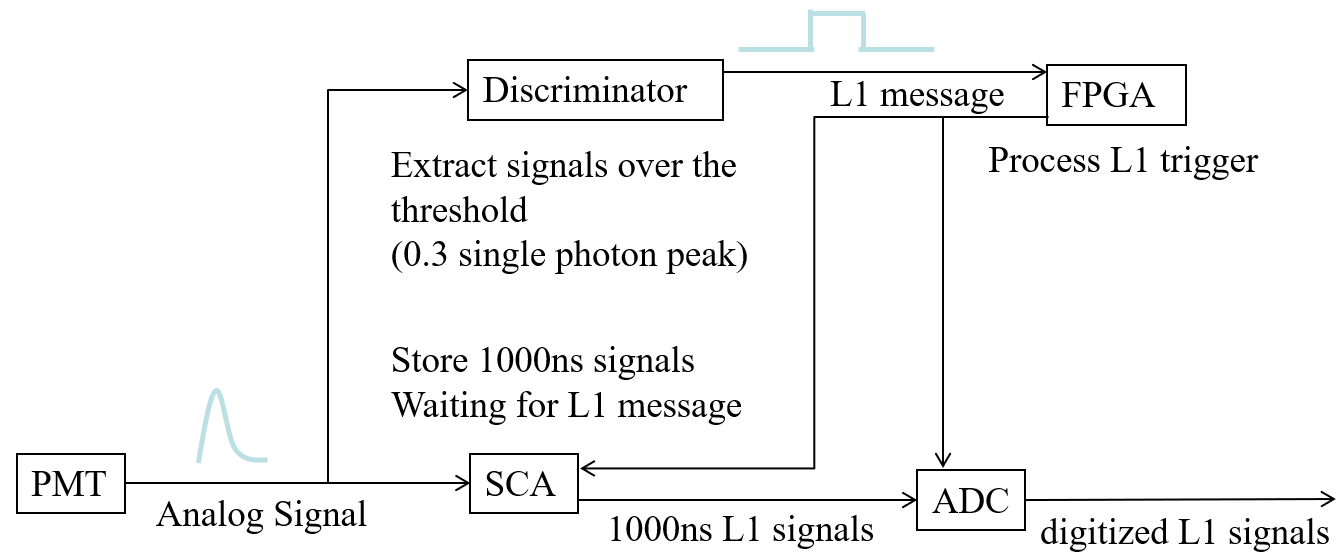 Discriminator
L1 message
FPGA
Process L1 trigger
Extract signals over the
threshold
(0.3 single photon peak)
Store 1000ns signals
Waiting for L1 message
PMT
Analog Signal
SCA
1000ns L1 signals
ADC
digitized L1 signals